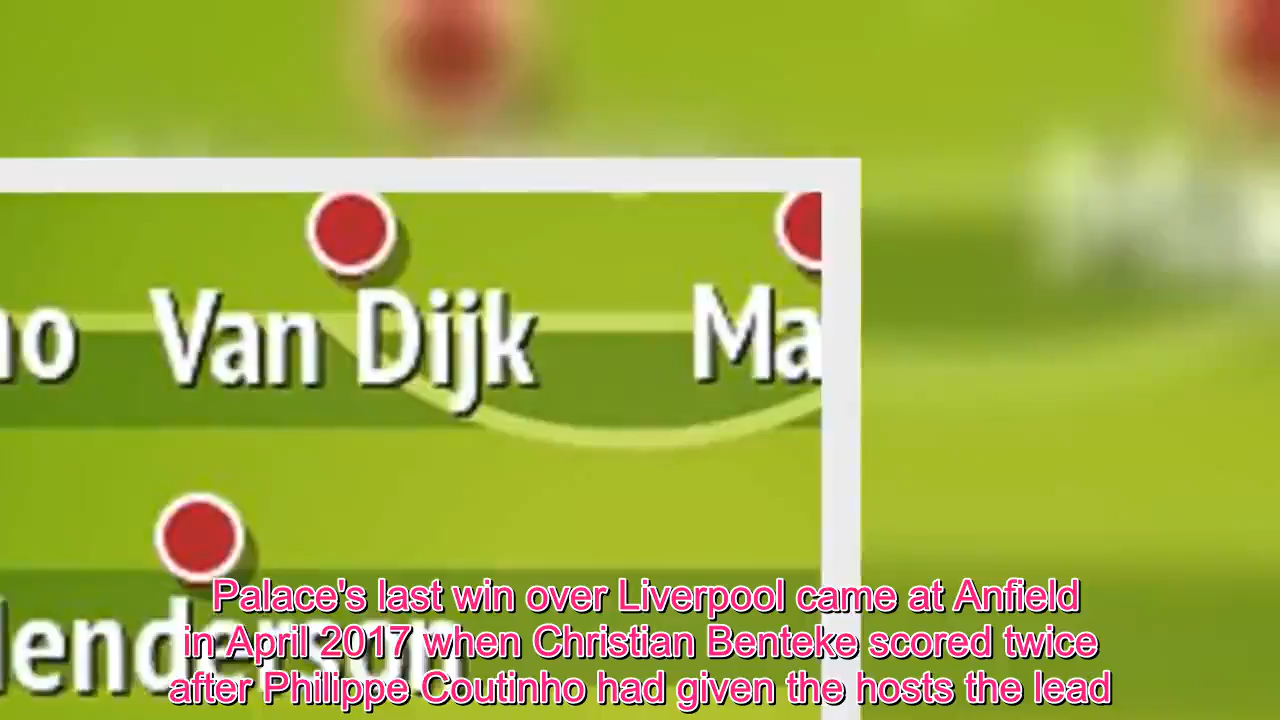 Van Dijk Ma
Palace's last win over Liverpool came at Anfield
in April 2017 when Christian Benteke scored twice
after Philippe Coutinho had given the hosts the lead